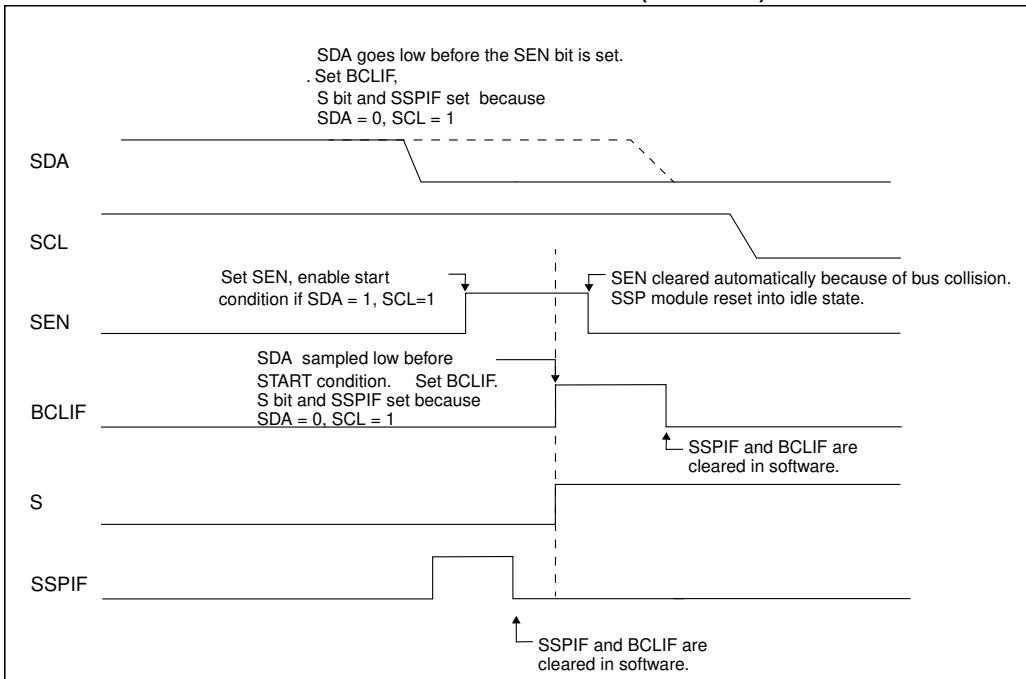 SDA goes low before the SEN bit is set.
. Set BCLIF,
S bit and SSPIF set because
SDA = 0, SCL = 1
SDA
SCL
Set SEN, enable start
condition if SDA = 1, SCL=1
SEN cleared automatically because of bus collision.
SSP module reset into idle state.
SEN
SDA sampled low before
START condition. Set BCLIF.
S bit and SSPIF set because
SDA = 0, SCL = 1
BCLIF
SSPIF and BCLIF are
cleared in software.
S
SSPIF
SSPIF and BCLIF are
cleared in software.